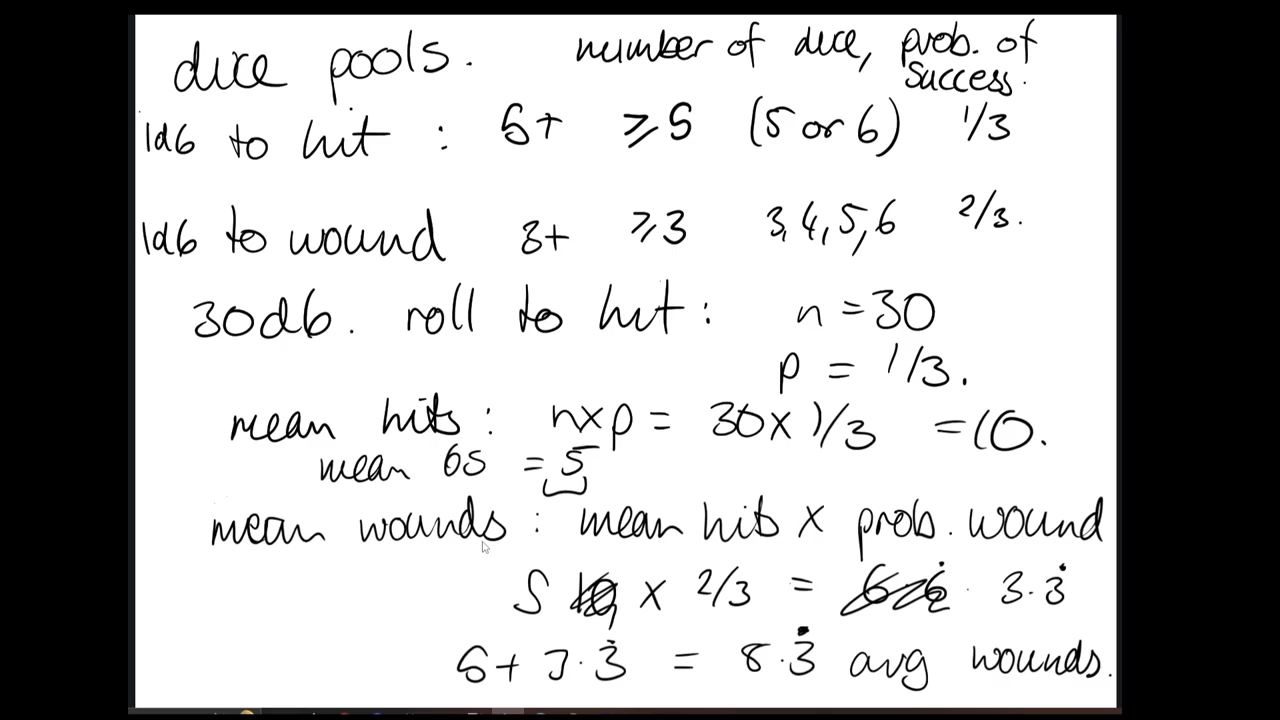 dice pools. number of dice, prob. of success.
1d6 to hit : 5+ ≥5 (5 or 6) 1/3
1d6 to wound 3+ ≥3 3,4,5,6 2/3.
30d6. roll to hit : n = 30
p = 1/3.
mean hits : n×p = 30 × 1/3 = 10.
mean 6s = 5
mean wounds : mean hits × prob. wound
5 × 2/3 = 3.3̇
5 + 3.3̇ = 8.3̇ avg wounds.